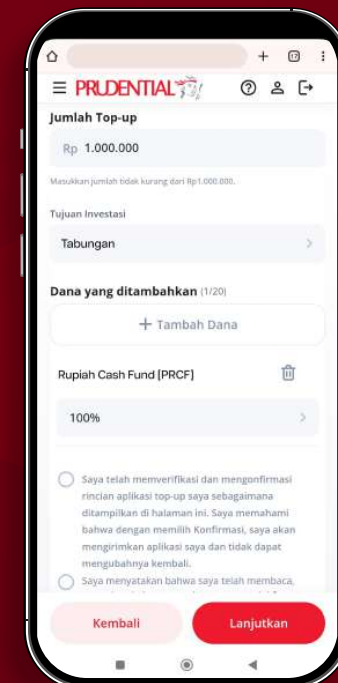 PRUDENTIAL
Jumlah Top-up
Rp 1.000.000
Masukkan jumlah tidak kurang dari Rp1.000.000.
Tujuan Investasi
Tabungan
Dana yang ditambahkan (1/20)
+ Tambah Dana
Rupiah Cash Fund [PRCF]
100%
Saya telah memverifikasi dan mengonfirmasi
rincian aplikasi top-up saya sebagaimana
ditampilkan di halaman ini. Saya memahami
bahwa dengan memilih Konfirmasi, saya akan
mengirimkan aplikasi saya dan tidak dapat
mengubahnya kembali.
Saya menyatakan bahwa saya telah membaca,
Kembali
Lanjutkan